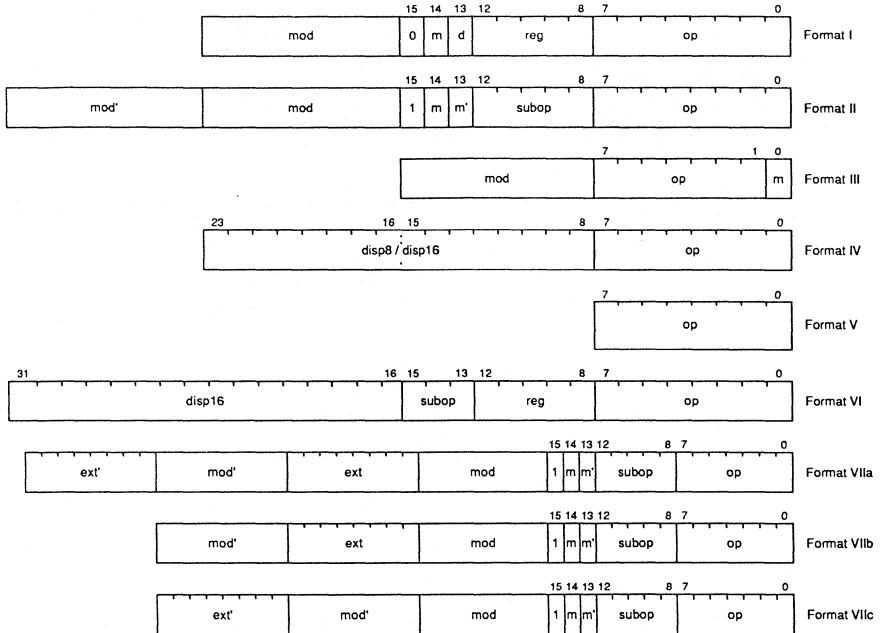 15 14 13 12 8 7 0
mod 0 m d reg op Format I
15 14 13 12 8 7 0
mod' mod 1 m m' subop op Format II
7 1 0
mod op m Format III
23 16 15 8 7 0
disp8 / disp16 op Format IV
7 0
op Format V
31 16 15 13 12 8 7 0
disp16 subop reg op Format VI
15 14 13 12 8 7 0
ext' mod' ext mod 1 m m' subop op Format VIIa
15 14 13 12 8 7 0
mod' ext mod 1 m m' subop op Format VIIb
15 14 13 12 8 7 0
ext' mod' mod 1 m m' subop op Format VIIc